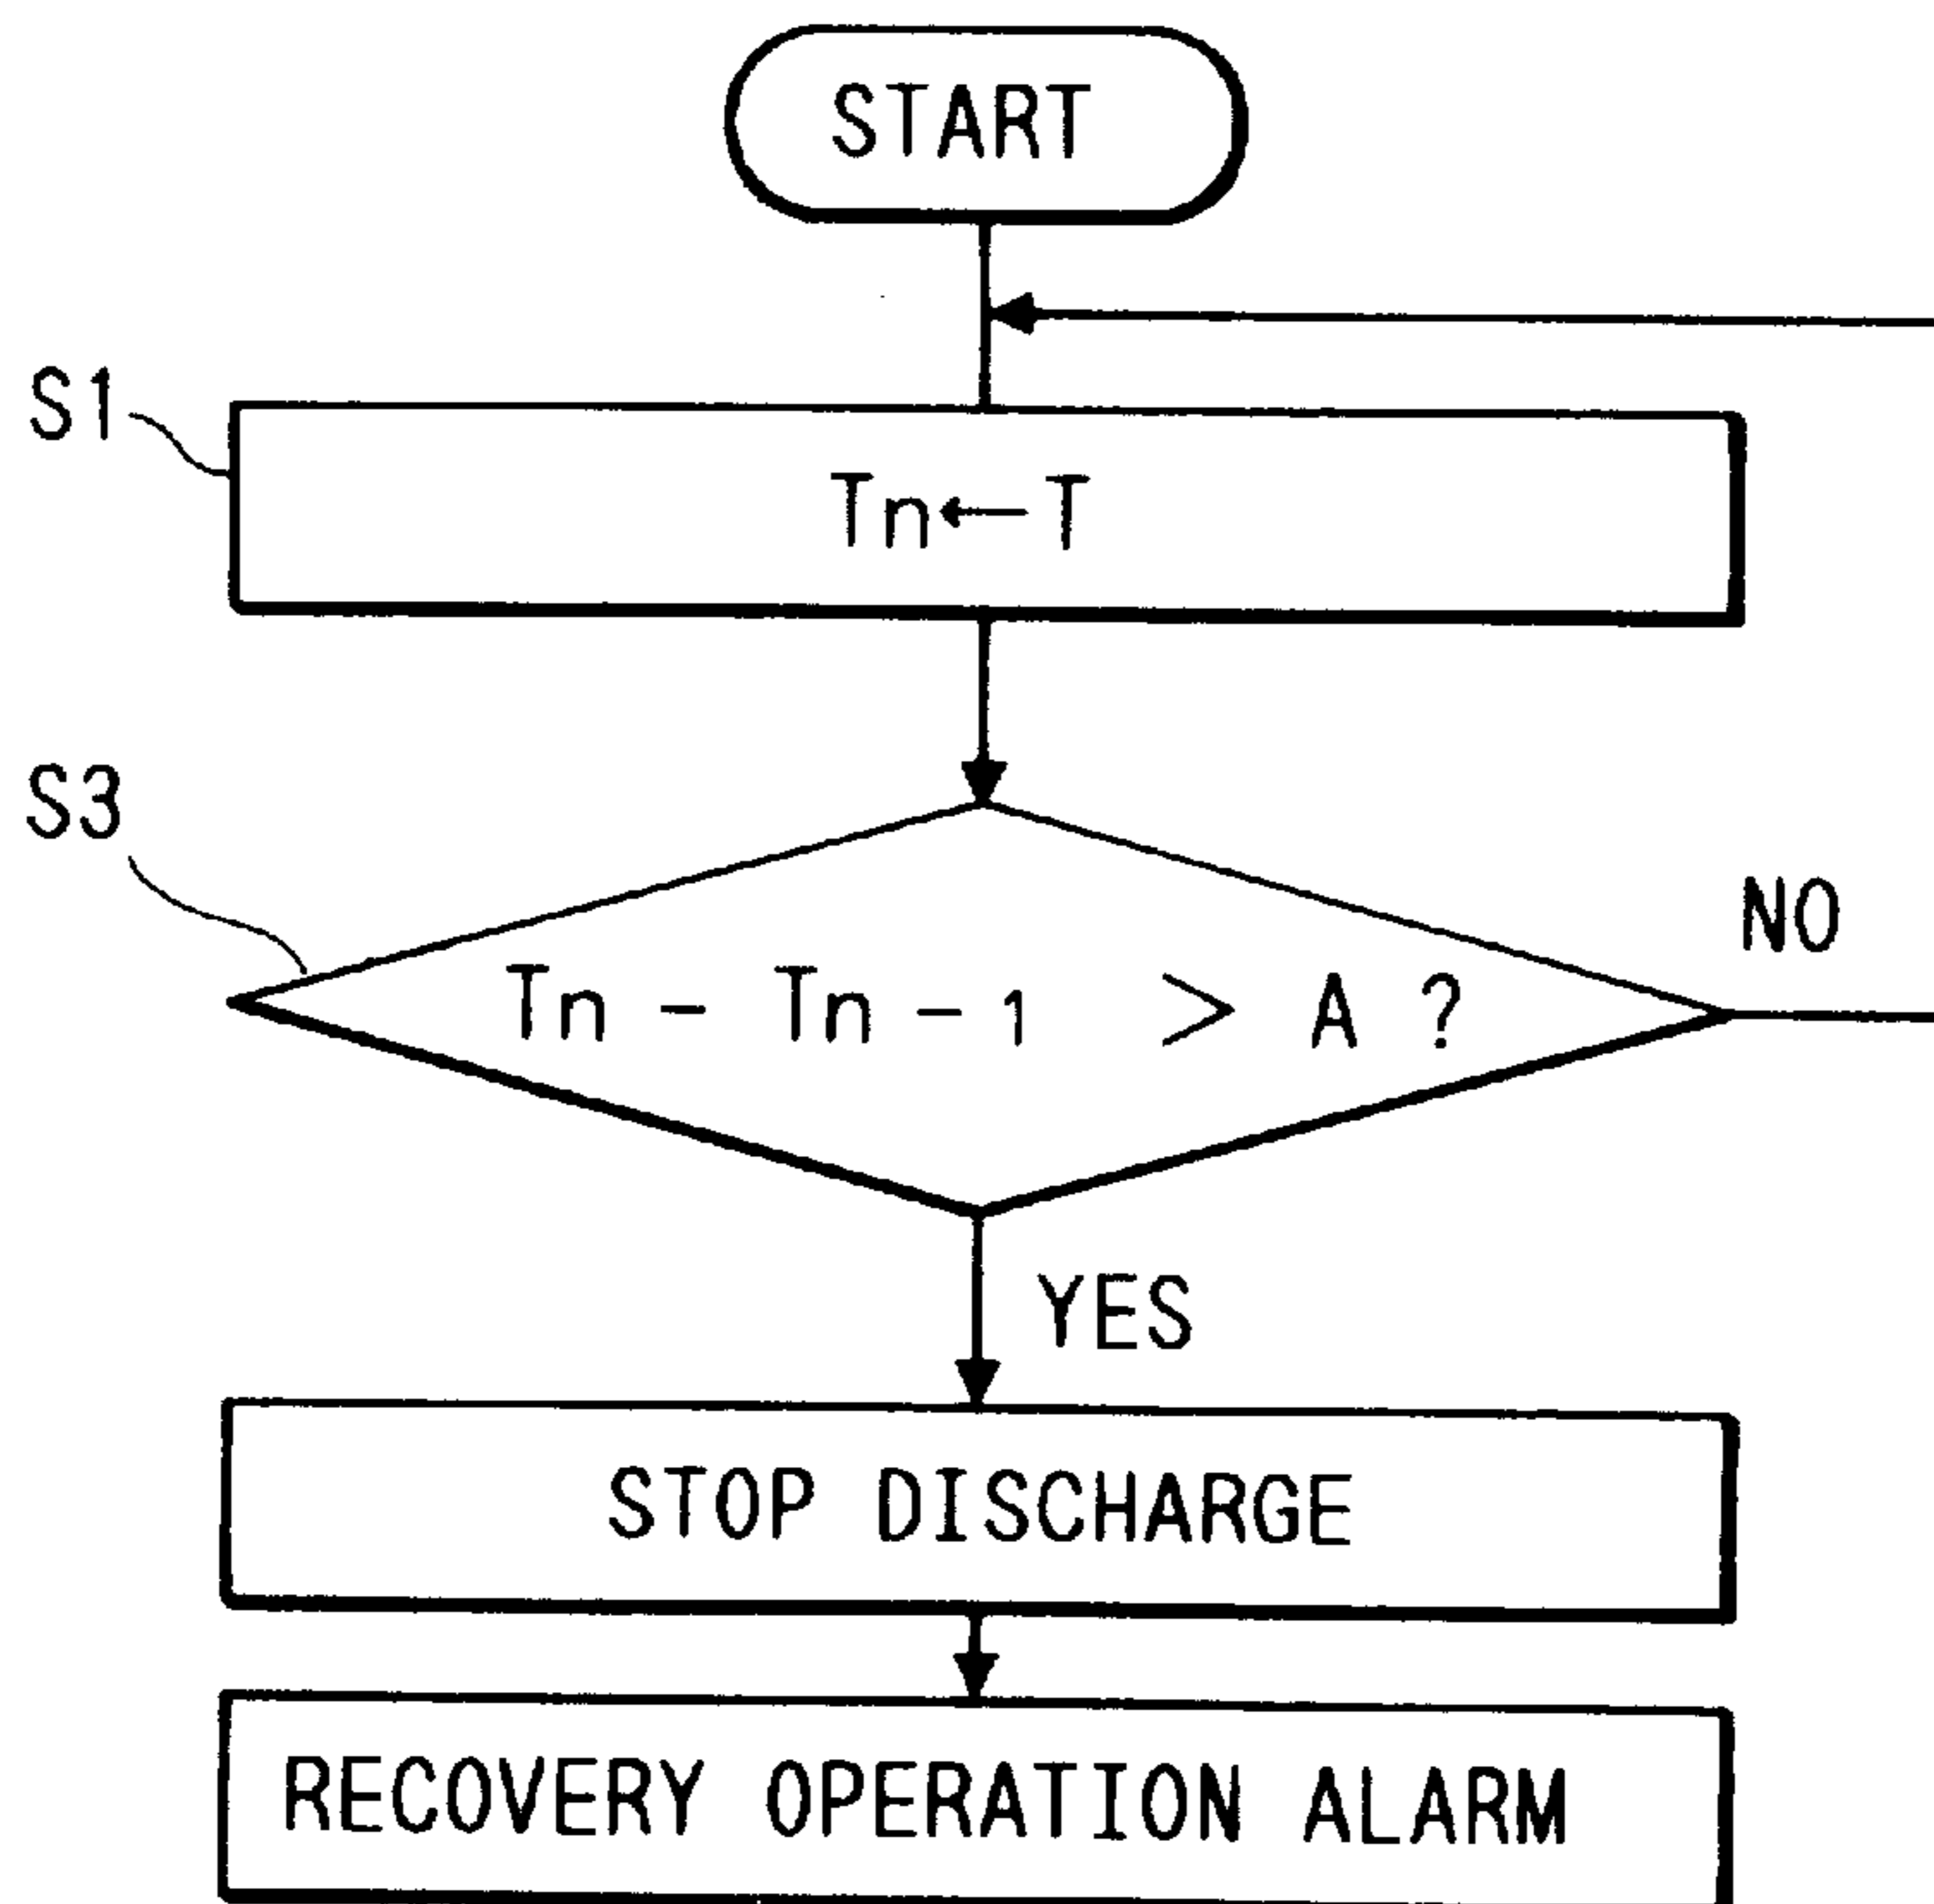 START
S1
Tn←T
S3
Tn - Tn - 1 > A ?
NO
YES
STOP DISCHARGE
RECOVERY OPERATION ALARM